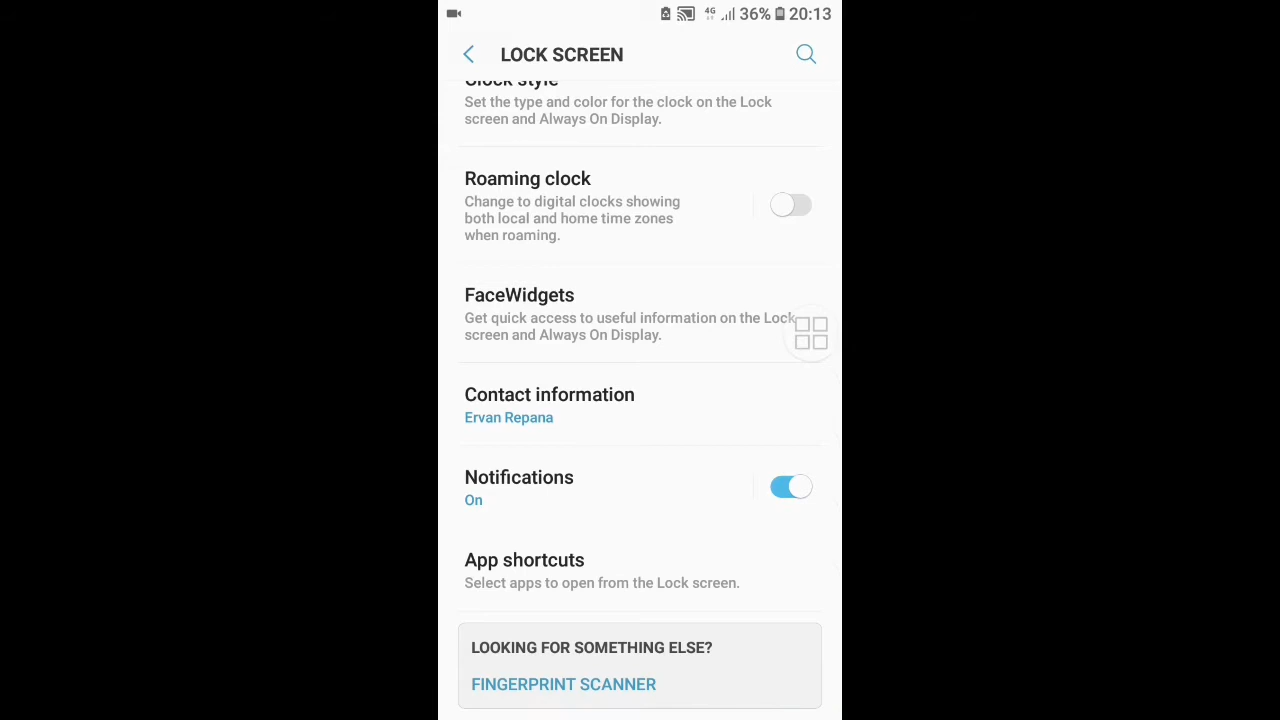 4G 36% 20:13
LOCK SCREEN
Clock style
Set the type and color for the clock on the Lock
screen and Always On Display.
Roaming clock
Change to digital clocks showing
both local and home time zones
when roaming.
FaceWidgets
Get quick access to useful information on the Lock
screen and Always On Display.
Contact information
Ervan Repana
Notifications
On
App shortcuts
Select apps to open from the Lock screen.
LOOKING FOR SOMETHING ELSE?
FINGERPRINT SCANNER